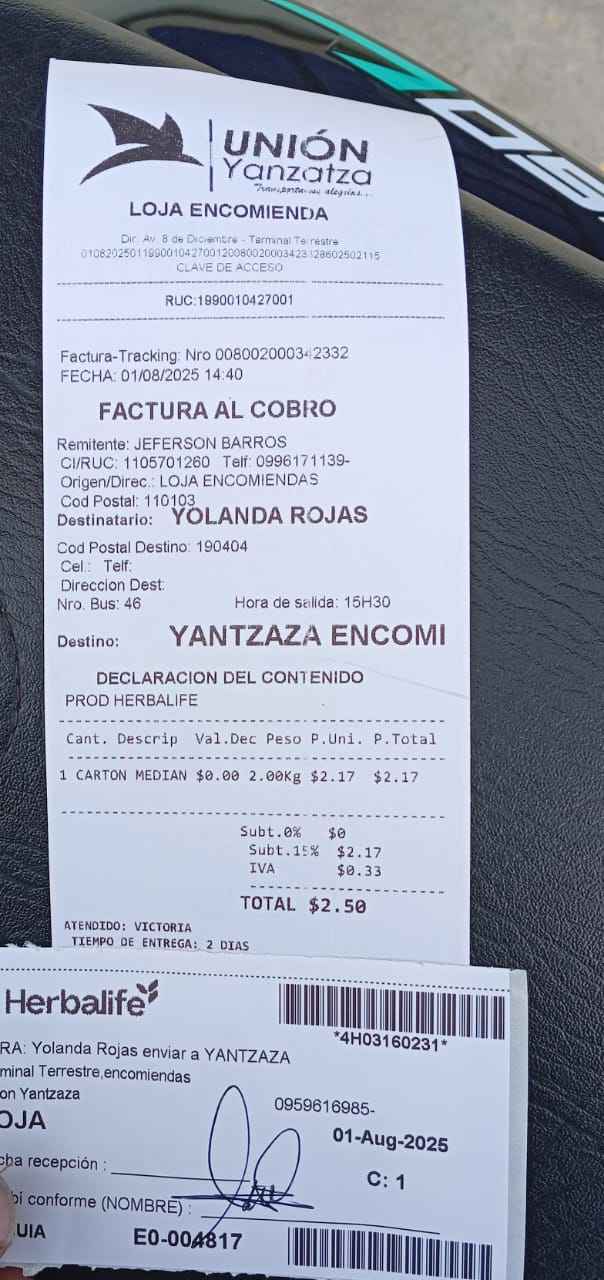 UNIÓN
Yanzatza
Transportamos alegrías...
LOJA ENCOMIENDA
Dir. Av. 8 de Diciembre - Terminal Terrestre
CLAVE DE ACCESO
RUC:1990010427001
Factura-Tracking: Nro 008002000342332
FECHA: 01/08/2025 14:40
FACTURA AL COBRO
Remitente: JEFERSON BARROS
CI/RUC: 1105701260 Telf: 0996171139-
Origen/Direc.: LOJA ENCOMIENDAS
Cod Postal: 110103
Destinatario: YOLANDA ROJAS
Cod Postal Destino: 190404
Cel.: Telf:
Direccion Dest:
Nro. Bus: 46 Hora de salida: 15H30
Destino: YANTZAZA ENCOMI
DECLARACION DEL CONTENIDO
PROD HERBALIFE
Cant. Descrip Val.Dec Peso P.Uni. P.Total
1 CARTON MEDIAN $0.00 2.00Kg $2.17 $2.17
Subt.0% $0
Subt.15% $2.17
IVA $0.33
TOTAL $2.50
ATENDIDO: VICTORIA
TIEMPO DE ENTREGA: 2 DIAS
Herbalife
*4H03160231*
RA: Yolanda Rojas enviar a YANTZAZA
minal Terrestre,encomiendas
on Yantzaza
0959616985-
OJA
01-Aug-2025
cha recepción :
C: 1
bi conforme (NOMBRE) :
UIA
E0-004817